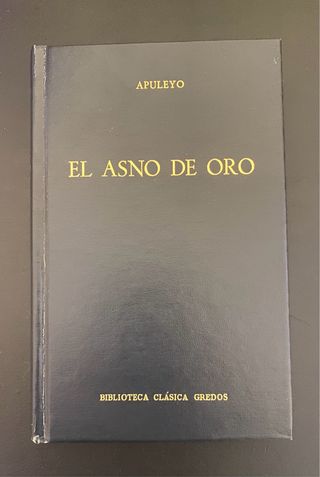 APULEYO
EL ASNO DE ORO
BIBLIOTECA CLÁSICA GREDOS